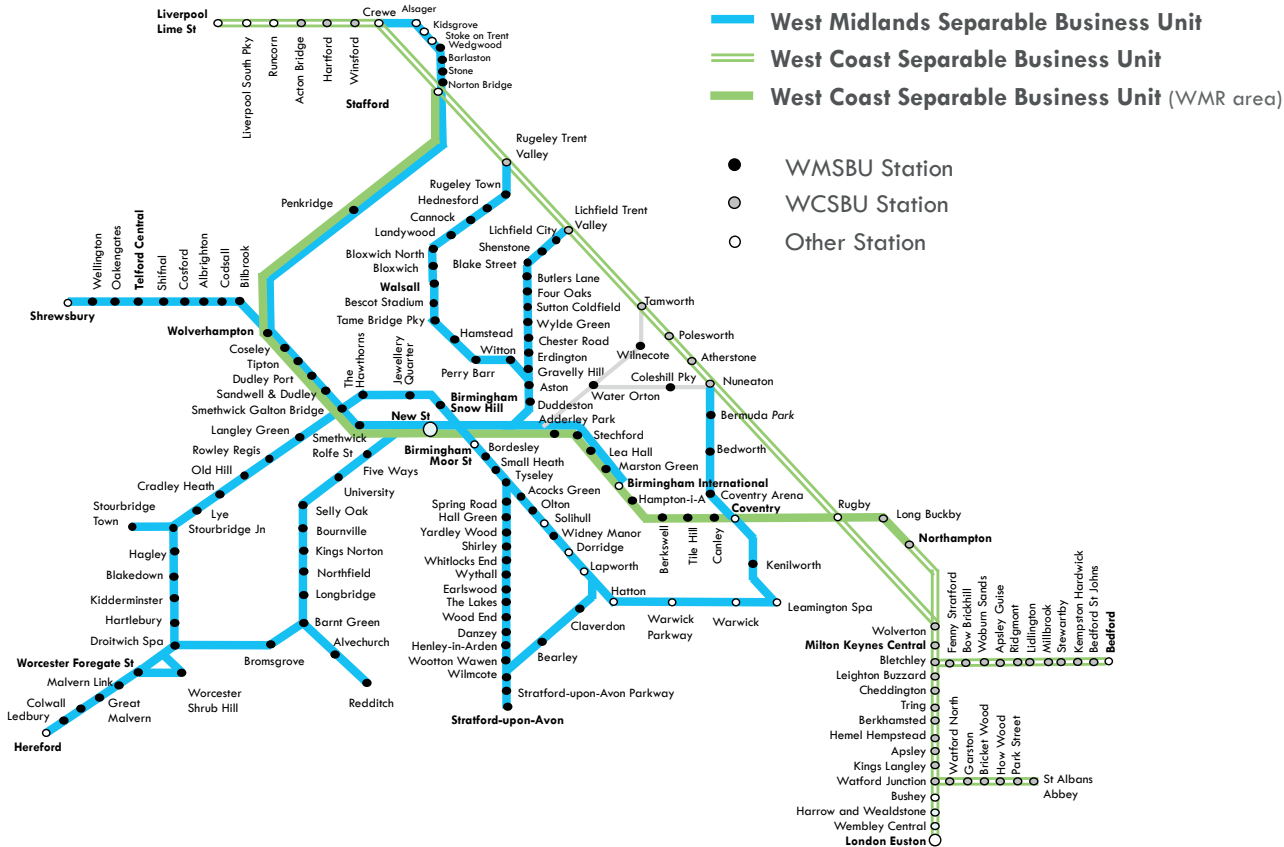 West Midlands Separable Business Unit
West Coast Separable Business Unit
West Coast Separable Business Unit (WMR area)
WMSBU Station
WCSBU Station
Other Station
Liverpool
Lime St
Liverpool South Pky
Runcorn
Acton Bridge
Hartford
Winsford
Crewe
Alsager
Kidsgrove
Stoke on Trent
Wedgwood
Barlaston
Stone
Norton Bridge
Stafford
Rugeley Trent
Valley
Rugeley Town
Hednesford
Cannock
Landywood
Bloxwich North
Bloxwich
Walsall
Bescot Stadium
Tame Bridge Pky
Hamstead
Perry Barr
Witton
Lichfield Trent
Valley
Lichfield City
Shenstone
Blake Street
Butlers Lane
Four Oaks
Sutton Coldfield
Wylde Green
Chester Road
Erdington
Gravelly Hill
Aston
Duddeston
Penkridge
Wellington
Oakengates
Telford Central
Shifnal
Cosford
Albrighton
Codsall
Bilbrook
Shrewsbury
Wolverhampton
Coseley
Tipton
Dudley Port
Sandwell & Dudley
Smethwick Galton Bridge
Langley Green
Rowley Regis
Old Hill
Cradley Heath
Lye
Stourbridge
Town
Stourbridge Jn
Hagley
Blakedown
Kidderminster
Hartlebury
Droitwich Spa
Worcester Foregate St
Malvern Link
Colwall
Ledbury
Great
Malvern
Hereford
Worcester
Shrub Hill
Bromsgrove
The
Hawthorns
Jewellery
Quarter
Birmingham
Snow Hill
New St
Smethwick
Rolfe St
Five Ways
University
Selly Oak
Bournville
Kings Norton
Northfield
Longbridge
Barnt Green
Alvechurch
Redditch
Birmingham
Moor St
Bordesley
Small Heath
Tyseley
Spring Road
Hall Green
Yardley Wood
Shirley
Whitlocks End
Wythall
Earlswood
The Lakes
Wood End
Danzey
Henley-in-Arden
Wootton Wawen
Wilmcote
Stratford-upon-Avon Parkway
Stratford-upon-Avon
Acocks Green
Olton
Solihull
Widney Manor
Dorridge
Lapworth
Hatton
Claverdon
Bearley
Warwick
Parkway
Warwick
Leamington Spa
Kenilworth
Adderley Park
Stechford
Lea Hall
Marston Green
Birmingham International
Hampton-i-A
Berkswell
Tile Hill
Canley
Coventry
Coventry Arena
Bedworth
Bermuda Park
Nuneaton
Coleshill Pky
Water Orton
Wilnecote
Tamworth
Polesworth
Atherstone
Rugby
Long Buckby
Northampton
Wolverton
Milton Keynes Central
Bletchley
Fenny Stratford
Bow Brickhill
Woburn Sands
Apsley Guise
Ridgmont
Lidlington
Millbrook
Stewartby
Kempston Hardwick
Bedford St Johns
Bedford
Leighton Buzzard
Cheddington
Tring
Berkhamsted
Hemel Hempstead
Apsley
Kings Langley
Watford Junction
Watford North
Garston
Bricket Wood
How Wood
Park Street
St Albans
Abbey
Bushey
Harrow and Wealdstone
Wembley Central
London Euston